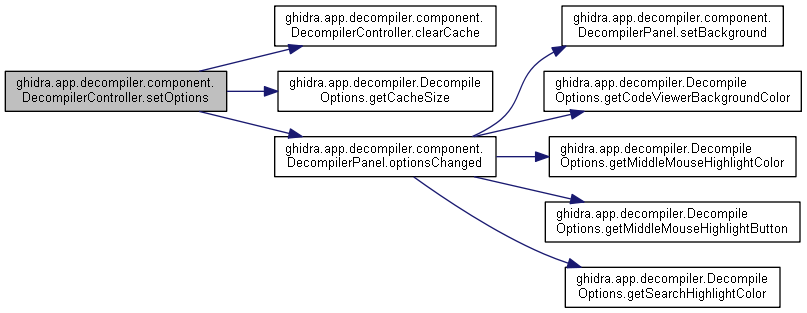 ghidra.app.decompiler.component.
DecompilerController.setOptions
ghidra.app.decompiler.component.
DecompilerController.clearCache
ghidra.app.decompiler.Decompile
Options.getCacheSize
ghidra.app.decompiler.component.
DecompilerPanel.optionsChanged
ghidra.app.decompiler.component.
DecompilerPanel.setBackground
ghidra.app.decompiler.Decompile
Options.getCodeViewerBackgroundColor
ghidra.app.decompiler.Decompile
Options.getMiddleMouseHighlightColor
ghidra.app.decompiler.Decompile
Options.getMiddleMouseHighlightButton
ghidra.app.decompiler.Decompile
Options.getSearchHighlightColor